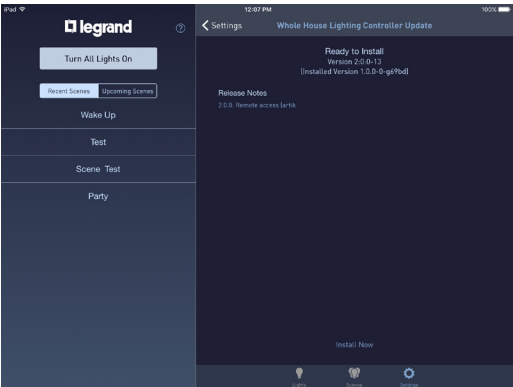 iPad
12:07 PM
100%
legrand
?
Turn All Lights On
Recent Scenes
Upcoming Scenes
Wake Up
Test
Scene Test
Party
Settings
Whole House Lighting Controller Update
Ready to Install
Version 2.0.0-13
[Installed Version 1.0.0-0-g69bd]
Release Notes
2.0.0: Remote access lartik
Install Now
Lights
Scenes
Settings